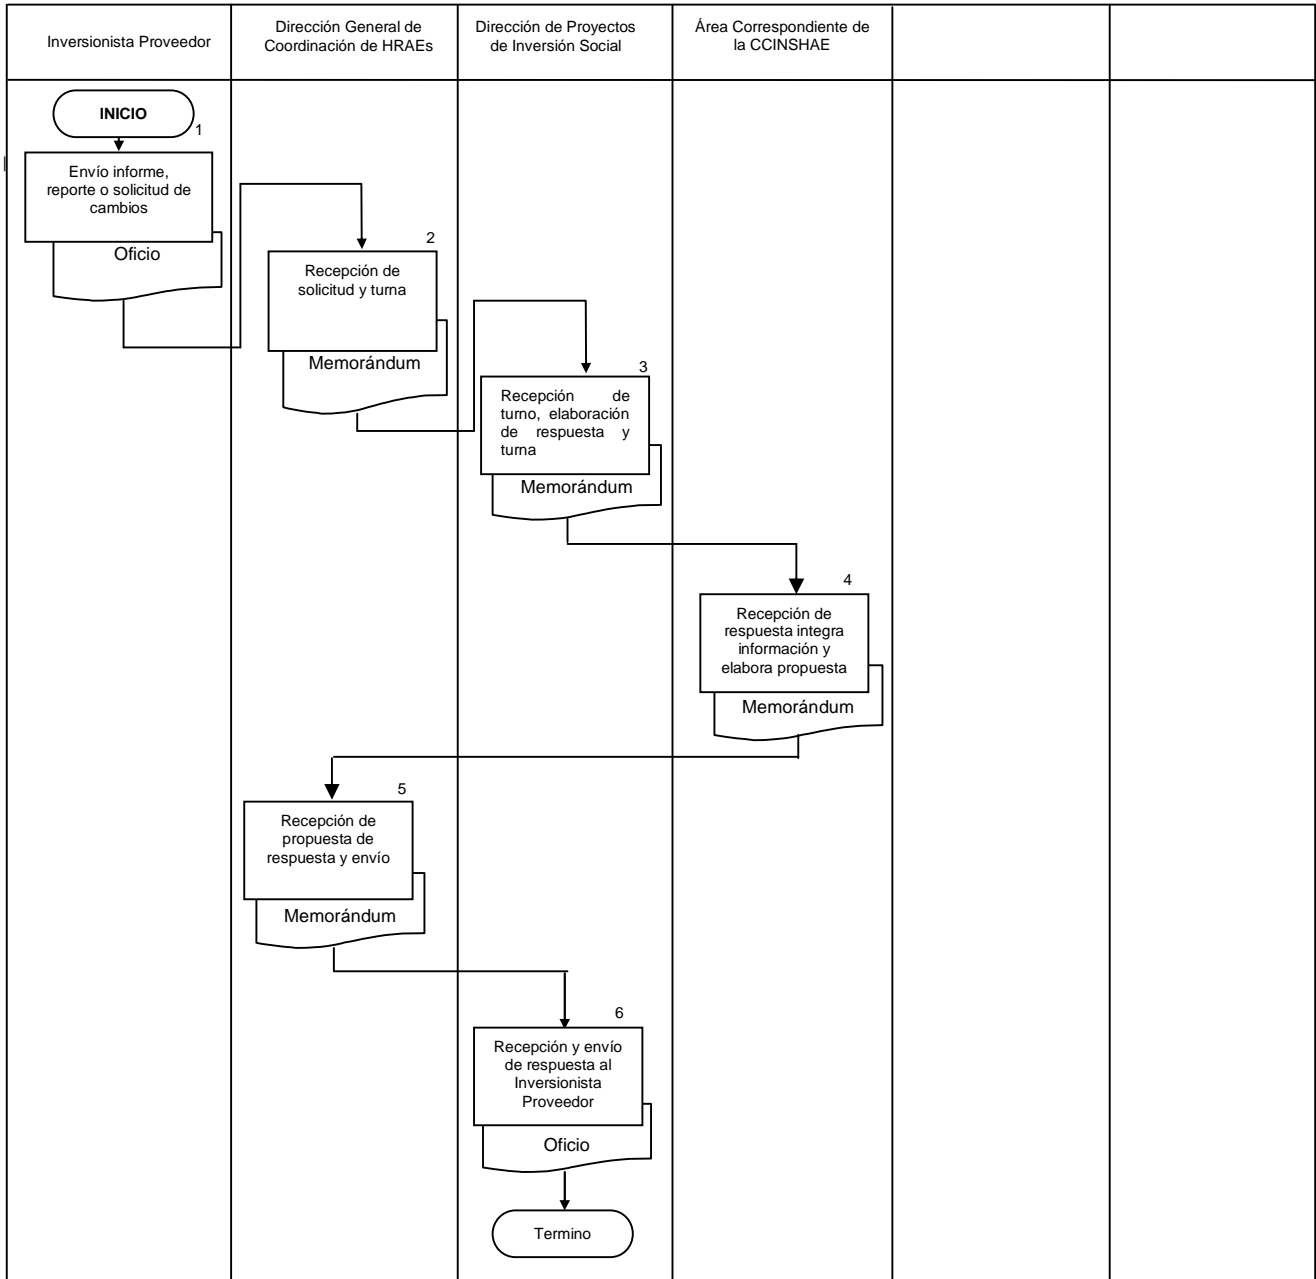 Inversionista Proveedor
Dirección General de
Coordinación de HRAEs
Dirección de Proyectos
de Inversión Social
Área Correspondiente de
la CCINSHAE
INICIO
1
Envío informe,
reporte o solicitud de
cambios
Oficio
2
Recepción de
solicitud y turna
Memorándum
3
Recepción de
turno, elaboración
de respuesta y
turna
Memorándum
4
Recepción de
respuesta integra
información y
elabora propuesta
Memorándum
5
Recepción de
propuesta de
respuesta y envío
Memorándum
6
Recepción y envío
de respuesta al
Inversionista
Proveedor
Oficio
Termino